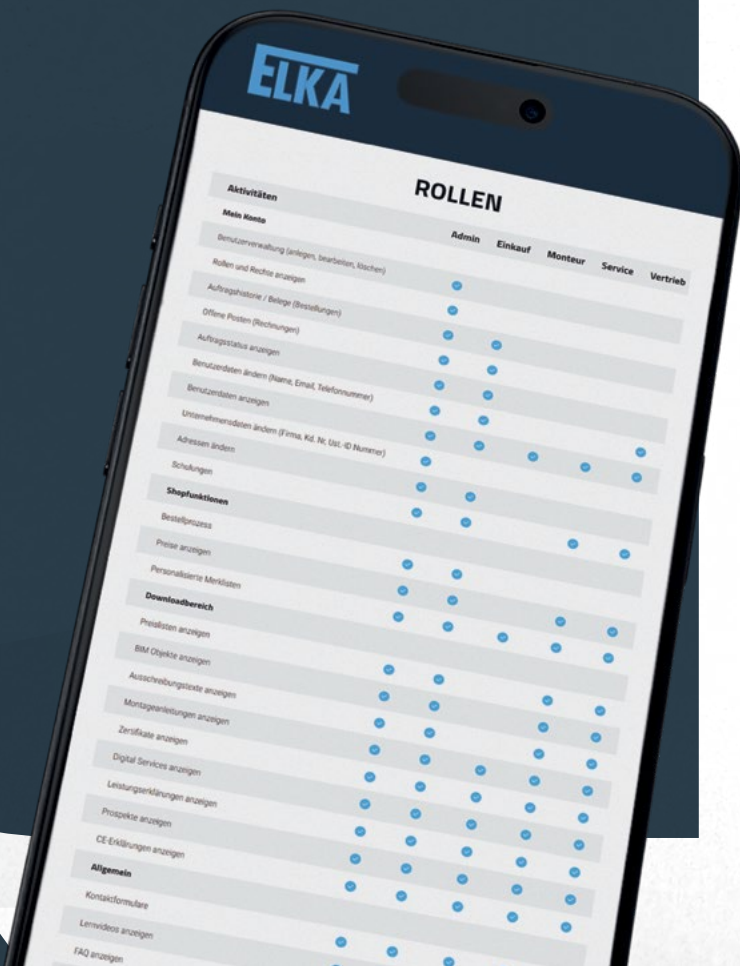 ELKA
ROLLEN
Aktivitäten
Admin Einkauf Monteur Service Vertrieb
Mein Konto
Benutzerverwaltung (anlegen, bearbeiten, löschen)
Rollen und Rechte anzeigen
Auftragshistorie / Belege (Bestellungen)
Offene Posten (Rechnungen)
Auftragsstatus anzeigen
Benutzerdaten ändern (Name, Email, Telefonnummer)
Benutzerdaten anzeigen
Unternehmensdaten ändern (Firma, Kd. Nr, Ust.-ID Nummer)
Adressen ändern
Schulungen
Shopfunktionen
Bestellprozess
Preise anzeigen
Personalisierte Merklisten
Downloadbereich
Preislisten anzeigen
BIM Objekte anzeigen
Ausschreibungstexte anzeigen
Montageanleitungen anzeigen
Zertifikate anzeigen
Digital Services anzeigen
Leistungserklärungen anzeigen
Prospekte anzeigen
CE-Erklärungen anzeigen
Allgemein
Kontaktformulare
Lernvideos anzeigen
FAQ anzeigen